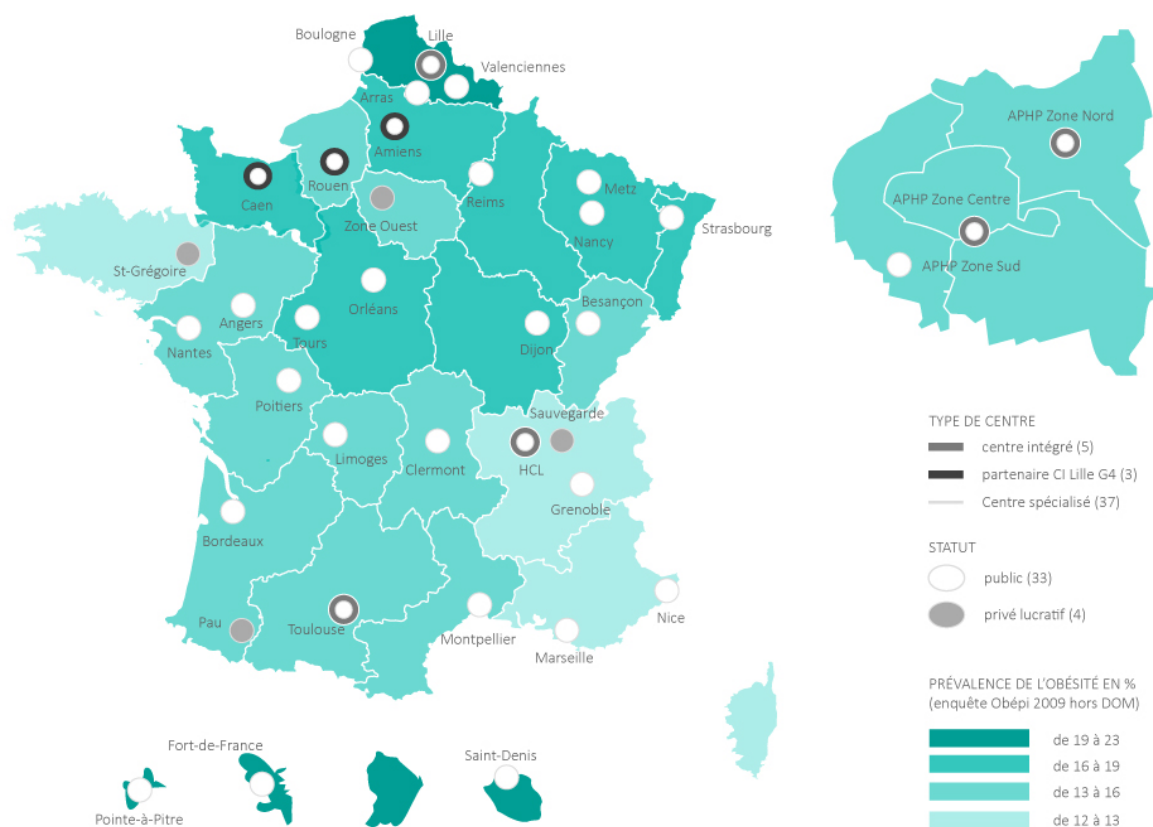 Boulogne
Lille
Valenciennes
Arras
Amiens
Rouen
Caen
Reims
Metz
Nancy
Strasbourg
Zone Ouest
St-Grégoire
Orléans
Angers
Tours
Nantes
Dijon
Besançon
Poitiers
Limoges
Clermont
Sauvegarde
HCL
Grenoble
Bordeaux
Pau
Toulouse
Montpellier
Marseille
Nice
Fort-de-France
Saint-Denis
Pointe-à-Pitre
APHP Zone Nord
APHP Zone Centre
APHP Zone Sud
TYPE DE CENTRE
centre intégré (5)
partenaire CI Lille G4 (3)
Centre spécialisé (37)
STATUT
public (33)
privé lucratif (4)
PRÉVALENCE DE L'OBÉSITÉ EN %
(enquête Obépi 2009 hors DOM)
de 19 à 23
de 16 à 19
de 13 à 16
de 12 à 13